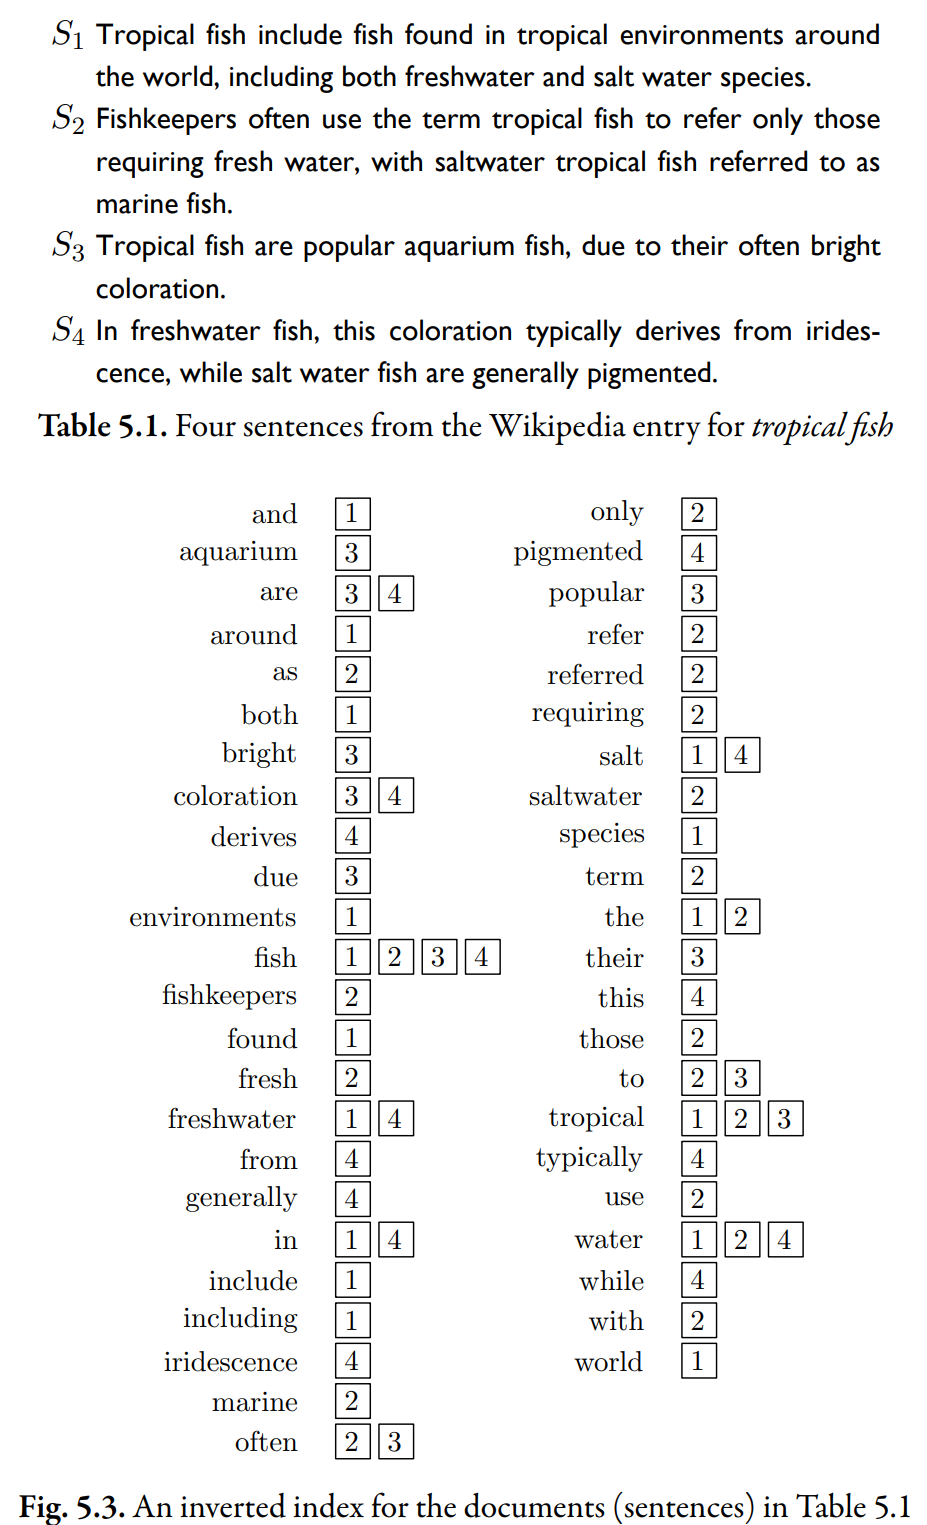 S1 Tropical fish include fish found in tropical environments around
the world, including both freshwater and salt water species.
S2 Fishkeepers often use the term tropical fish to refer only those
requiring fresh water, with saltwater tropical fish referred to as
marine fish.
S3 Tropical fish are popular aquarium fish, due to their often bright
coloration.
S4 In freshwater fish, this coloration typically derives from irides-
cence, while salt water fish are generally pigmented.
Table 5.1. Four sentences from the Wikipedia entry for tropical fish
and 1
aquarium 3
are 3 4
around 1
as 2
both 1
bright 3
coloration 3 4
derives 4
due 3
environments 1
fish 1 2 3 4
fishkeepers 2
found 1
fresh 2
freshwater 1 4
from 4
generally 4
in 1 4
include 1
including 1
iridescence 4
marine 2
often 2 3
only 2
pigmented 4
popular 3
refer 2
referred 2
requiring 2
salt 1 4
saltwater 2
species 1
term 2
the 1 2
their 3
this 4
those 2
to 2 3
tropical 1 2 3
typically 4
use 2
water 1 2 4
while 4
with 2
world 1
Fig. 5.3. An inverted index for the documents (sentences) in Table 5.1